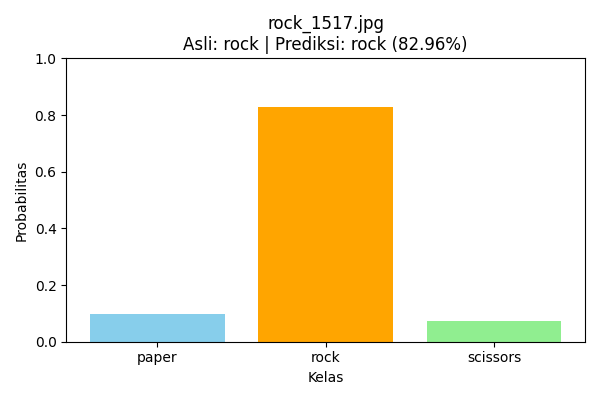 rock_1517.jpg
Asli: rock | Prediksi: rock (82.96%)
1.0
0.8
0.6
0.4
0.2
0.0
Probabilitas
paper
rock
scissors
Kelas